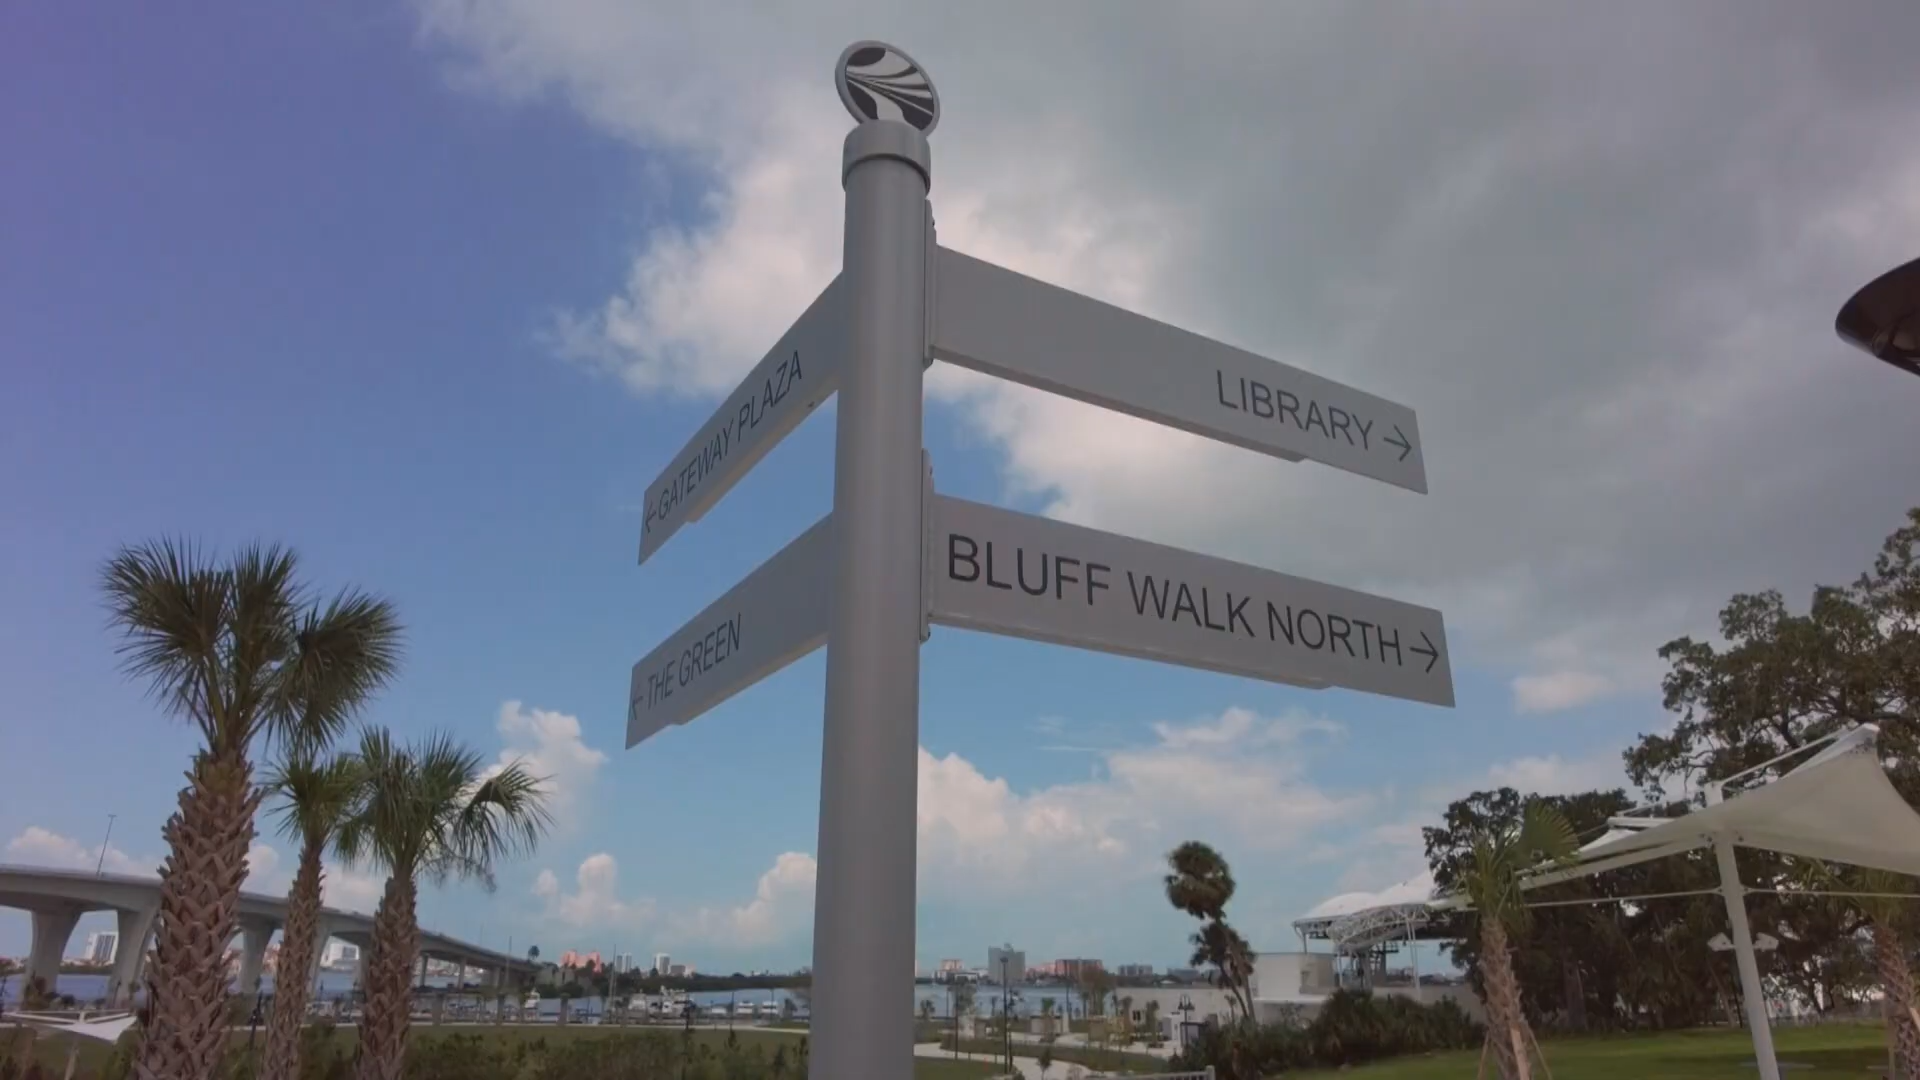 ← GATEWAY PLAZA
LIBRARY →
← THE GREEN
BLUFF WALK NORTH →